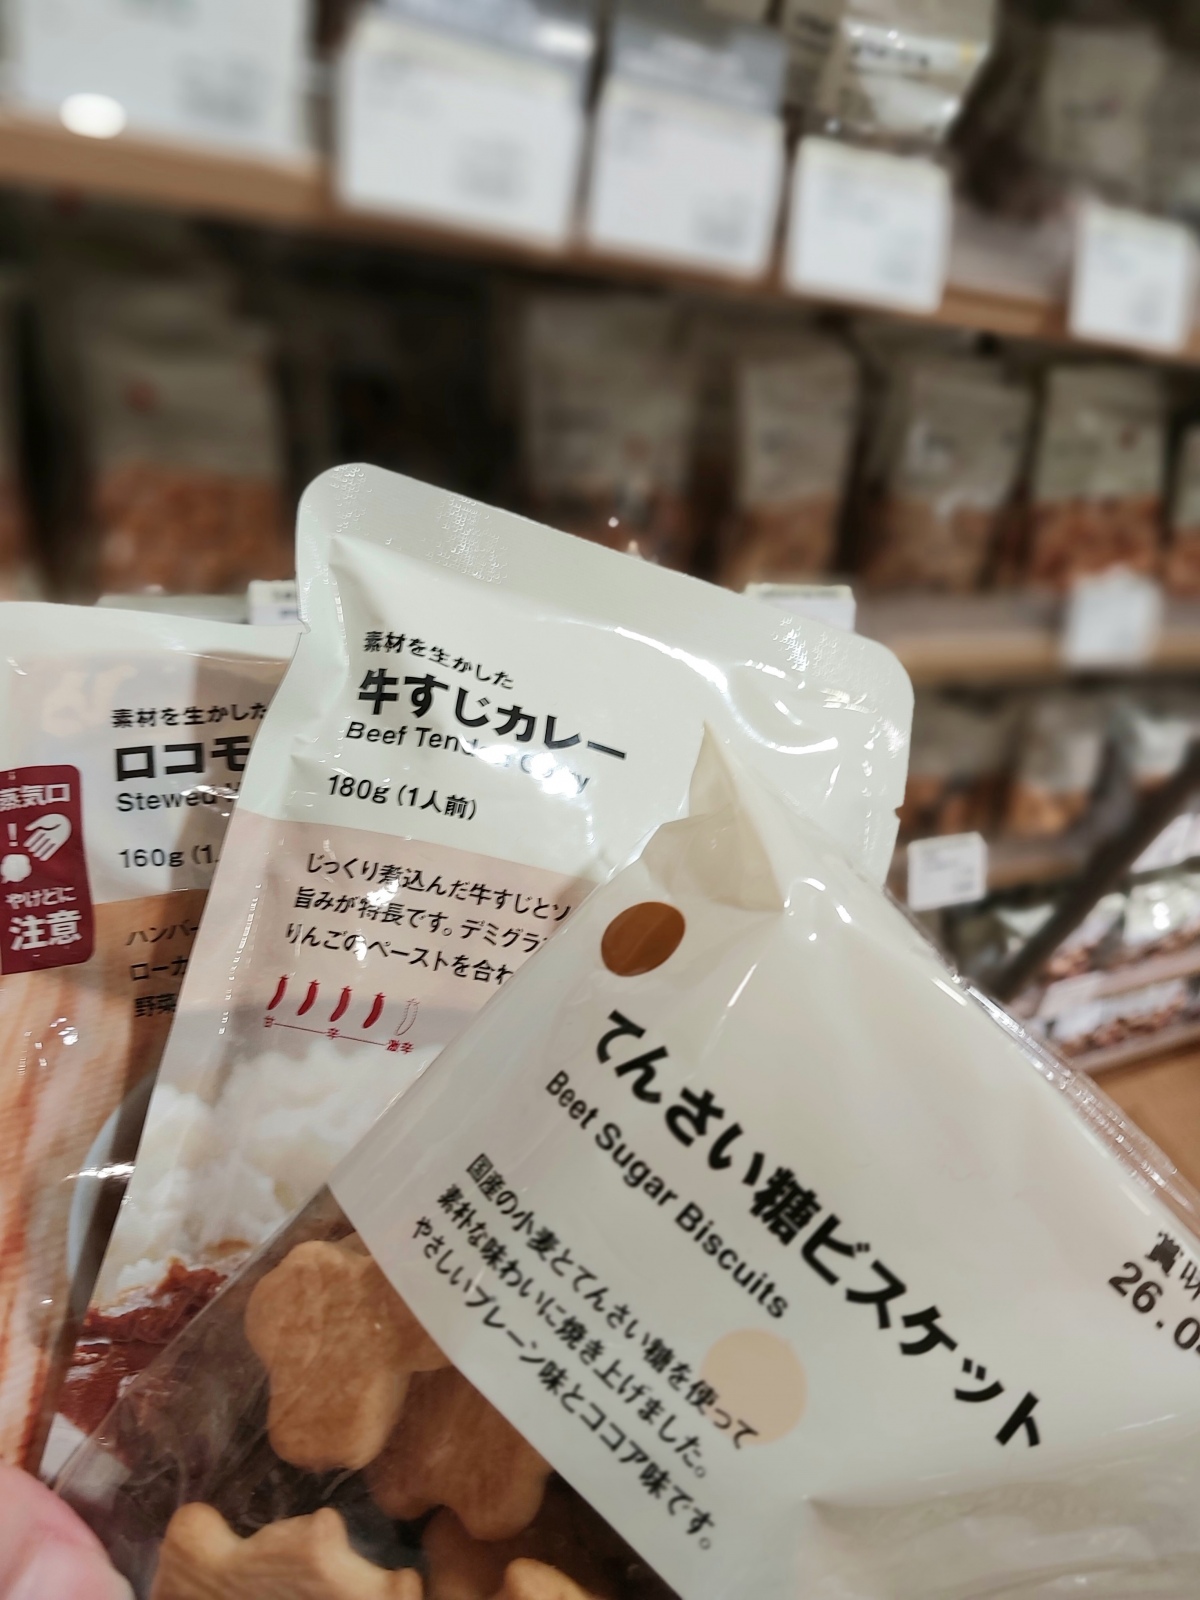 素材を生かした
ロコモ
Stewed
160g (1
蒸気口
!
やけどに
注意
ハンバー
ローカ
野菜
素材を生かした
牛すじカレー
Beef Tendon Curry
180g (1人前)
じっくり煮込んだ牛すじとソ
旨みが特長です。デミグラ
りんごのペーストを合わ
甘 辛 激辛
てんさい糖ビスケット
Beet Sugar Biscuits
国産の小麦とてんさい糖を使って
素朴な味わいに焼き上げました。
やさしいプレーン味とココア味です。
賞味
26.0